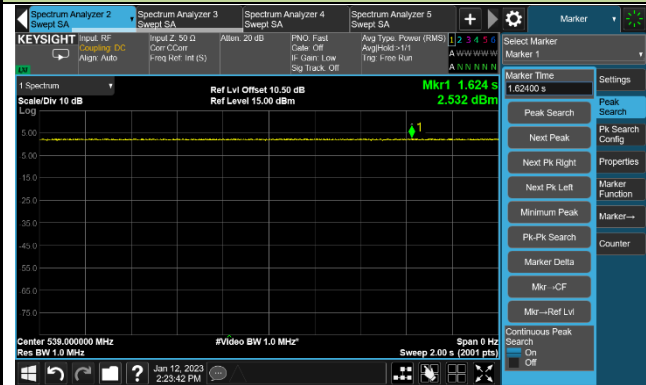 Spectrum Analyzer 2
Swept SA
Spectrum Analyzer 3
Swept SA
Spectrum Analyzer 4
Swept SA
Spectrum Analyzer 5
Swept SA
+
Marker
KEYSIGHT
Input: RF
Coupling: DC
Align: Auto
Input Z: 50 Ω
Corr CCorr
Freq Ref: Int (S)
Atten: 20 dB
PNO: Fast
Gate: Off
IF Gain: Low
Sig Track: Off
Avg Type: Power (RMS)
Avg|Hold:>1/1
Trig: Free Run
1 2 3 4 5 6
A W W W W W
A N N N N N
Select Marker
Marker 1
1 Spectrum
Scale/Div 10 dB
Log
Ref Lvl Offset 10.50 dB
Ref Level 15.00 dBm
Mkr1 1.624 s
2.532 dBm
1
5.00
-5.00
-15.0
-25.0
-35.0
-45.0
-55.0
-65.0
-75.0
Center 539.000000 MHz
Res BW 1.0 MHz
#Video BW 1.0 MHz*
Span 0 Hz
Sweep 2.00 s (2001 pts)
Marker Time
1.62400 s
Peak Search
Next Peak
Next Pk Right
Next Pk Left
Minimum Peak
Pk-Pk Search
Marker Delta
Mkr→CF
Mkr→Ref Lvl
Continuous Peak
Search
On
Off
Settings
Peak
Search
Pk Search
Config
Properties
Marker
Function
Marker→
Counter
?
Jan 12, 2023
2:23:42 PM